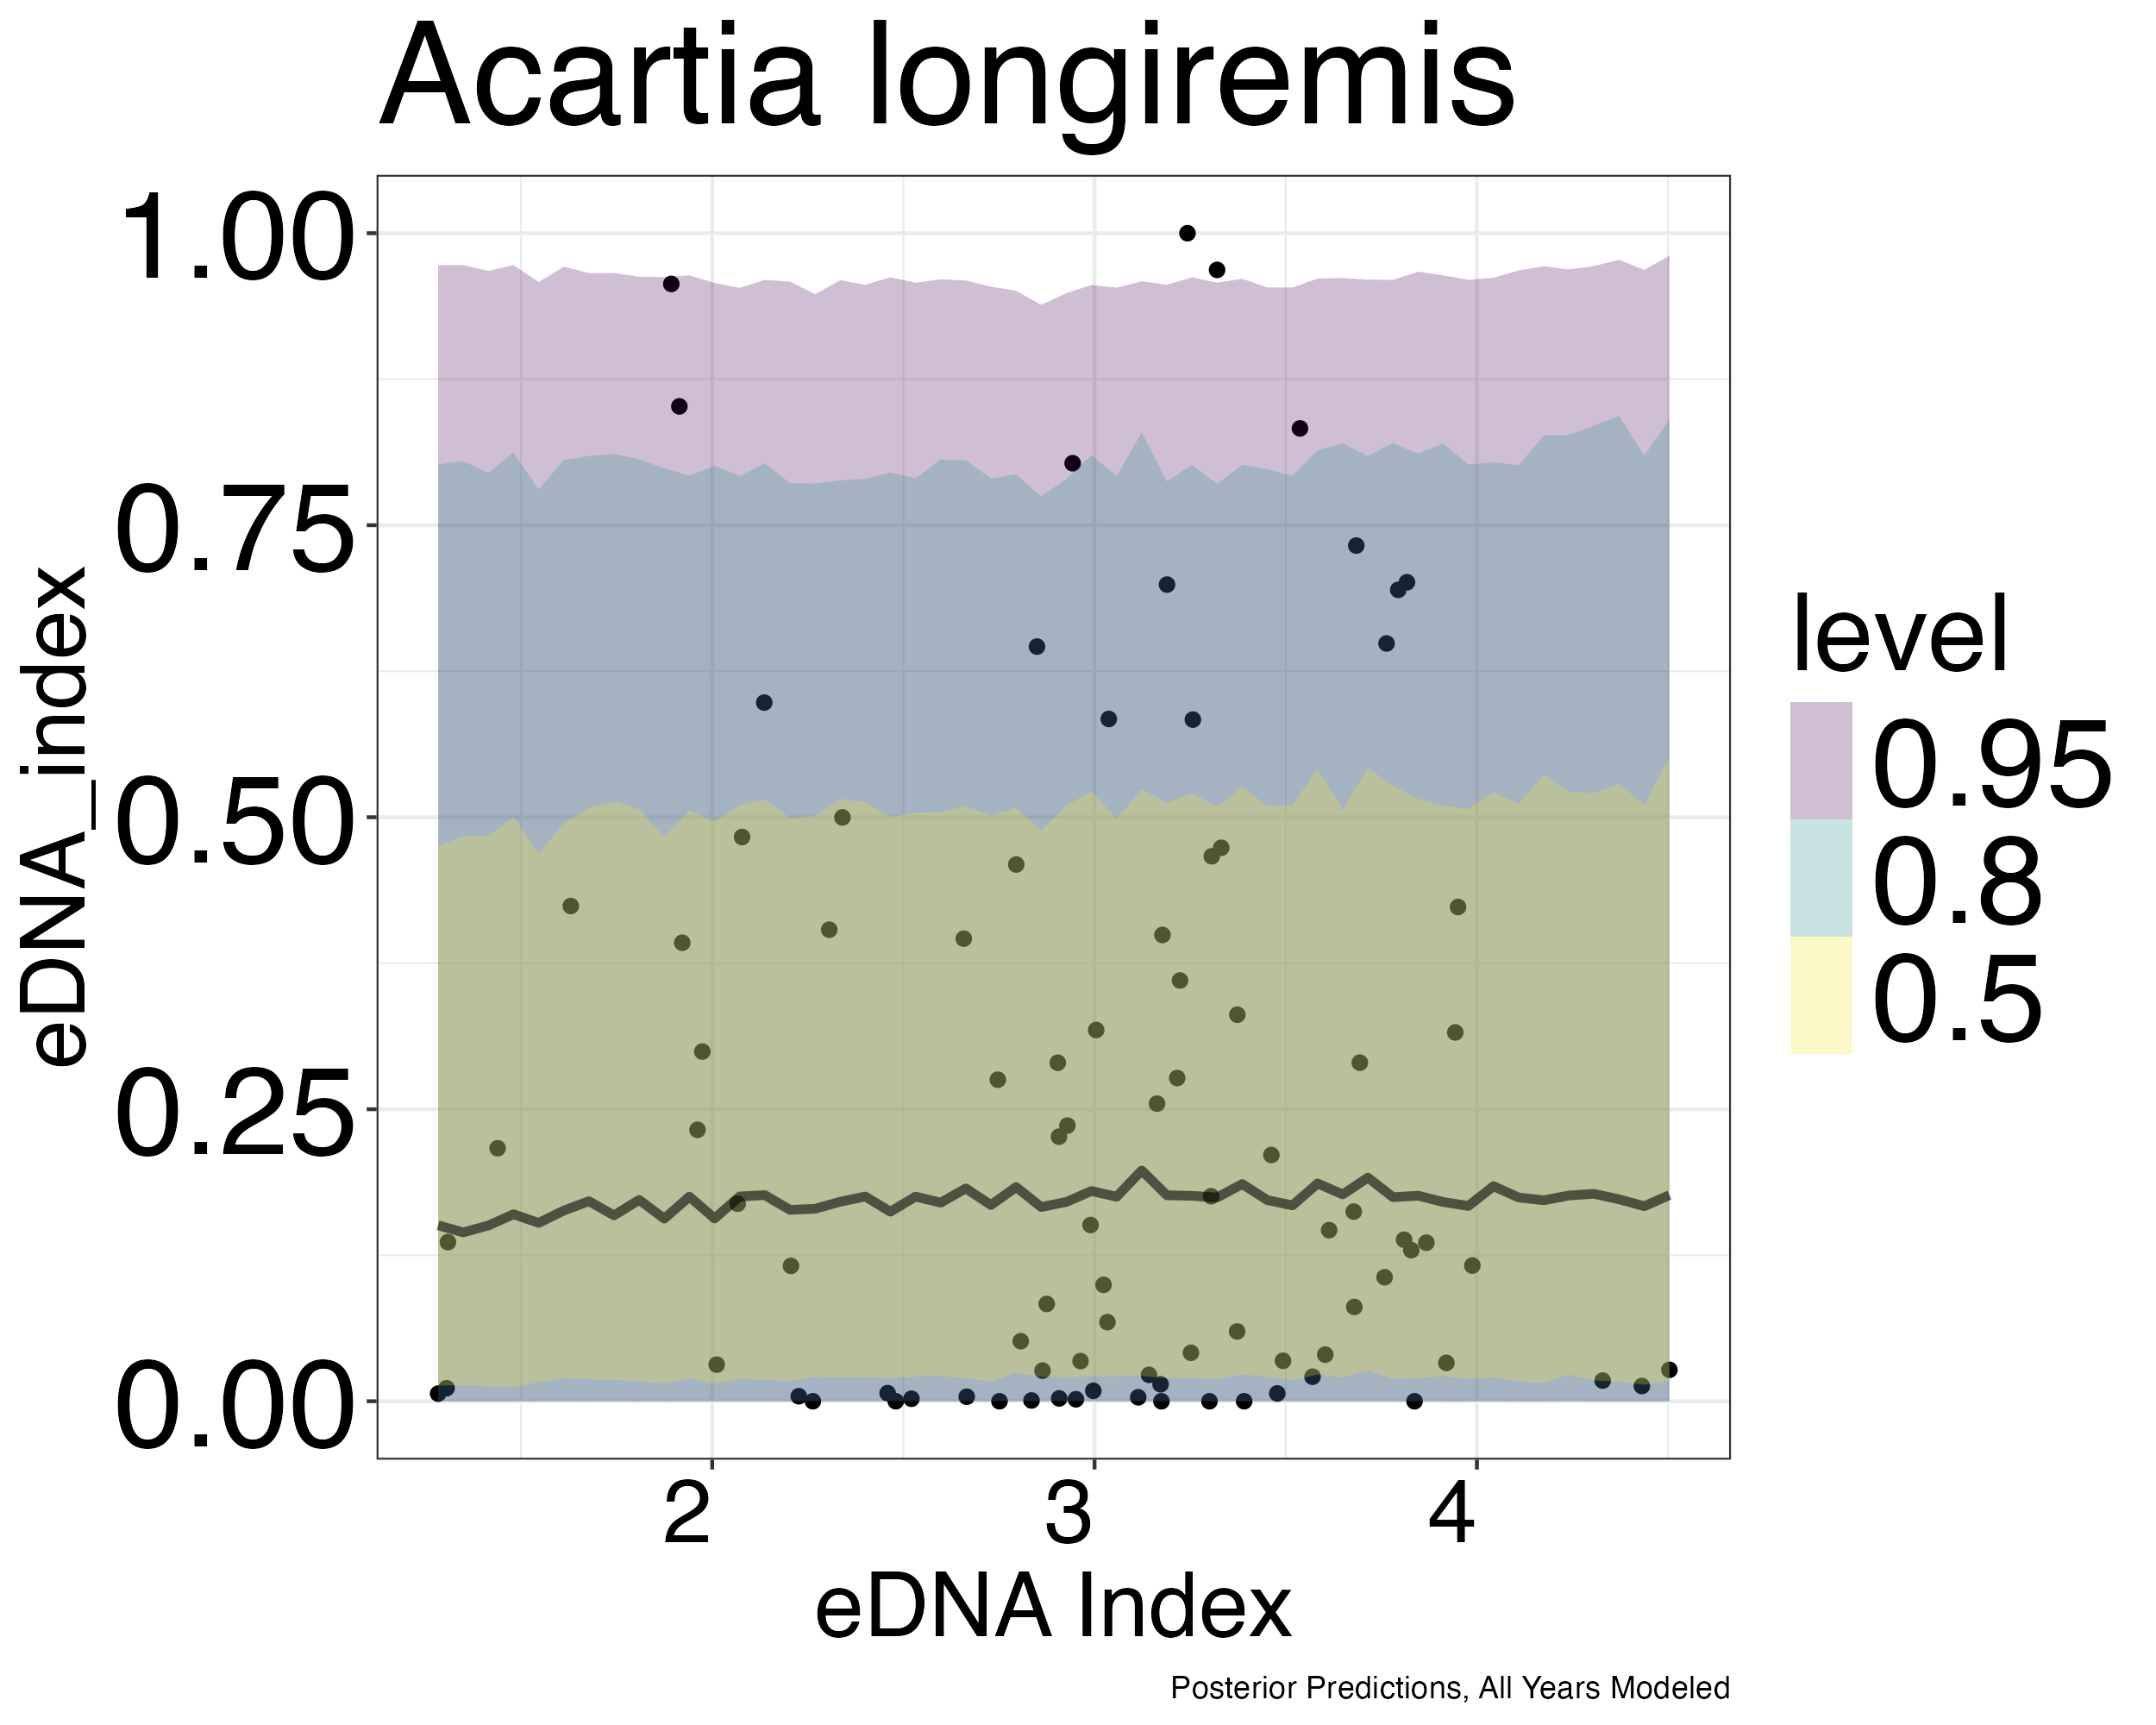 Acartia longiremis
1.00
0.75
0.50
0.25
0.00
eDNA_index
2 3 4
eDNA Index
level
0.95
0.8
0.5
Posterior Predictions, All Years Modeled